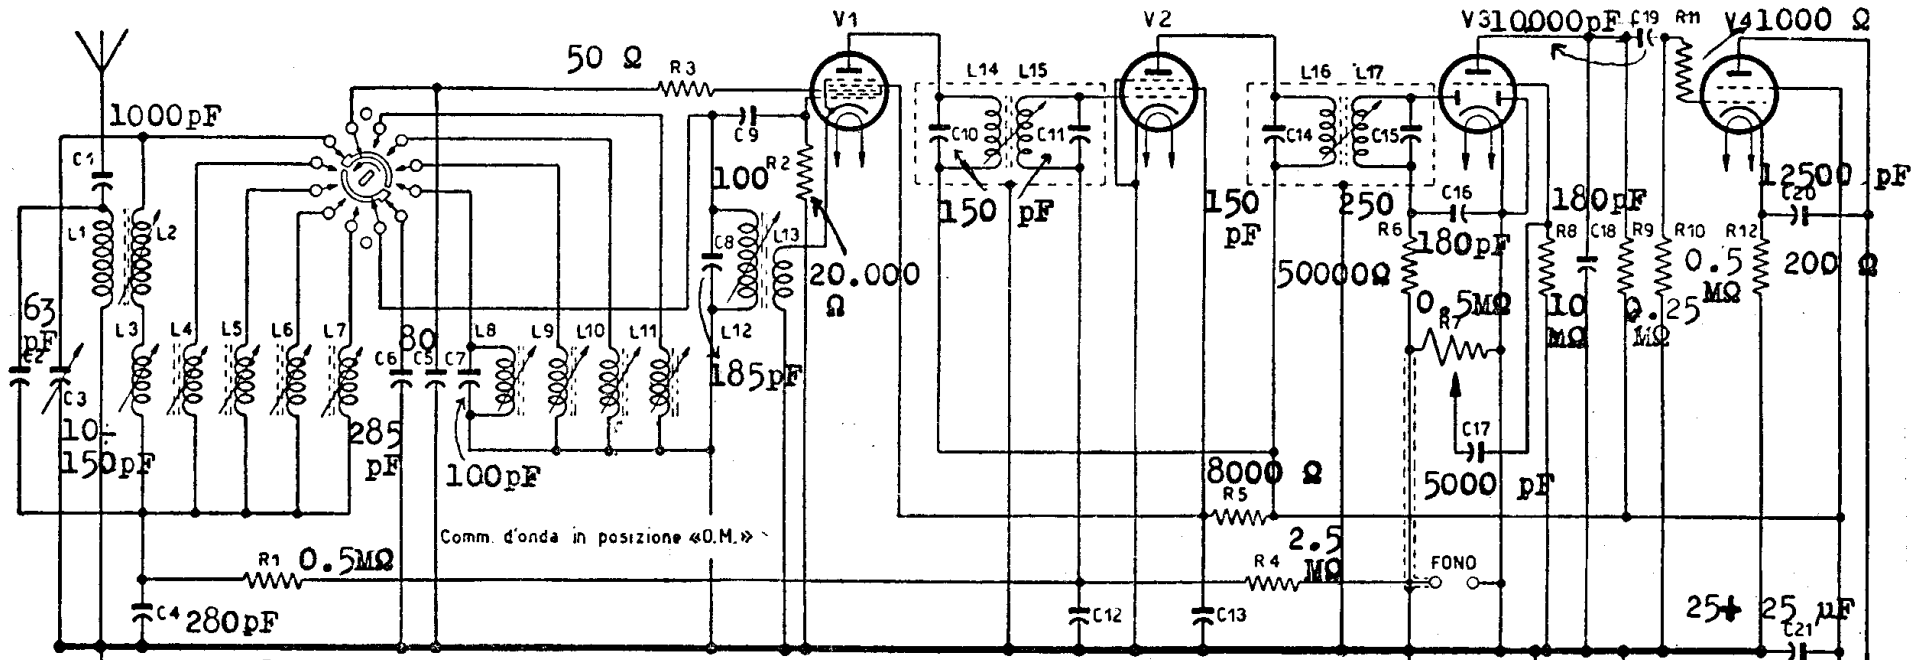 V1
V2
V3 10,000pF C19 R11 V4 1000 Ω
50 Ω R3
L14 L15
L16 L17
1000pF
C1
C9
R2
C10 C11
C14 C15
100
150 pF
150
pF
250
C16
180pF
180pF
12500 pF
C20
L1 L2
C8 L13
R6
R8 C18 R9 R10 R12
20.000
Ω
50000Ω
0.5
MΩ
200 Ω
63
pF
C2
C3
L3 L4 L5 L6 L7
80
C6 C5 C7
L8 L9 L10 L11 L12
0.5MΩ
R7
10
MΩ
0.25
MΩ
185pF
10-
150pF
285
pF
100pF
C17
5000 pF
8000 Ω
R5
Comm. d'onda in posizione «O.M.»
R1 0.5MΩ
2.5
MΩ
R4
FONO
C4 280pF
C12 C13
25+ 25 µF
C21